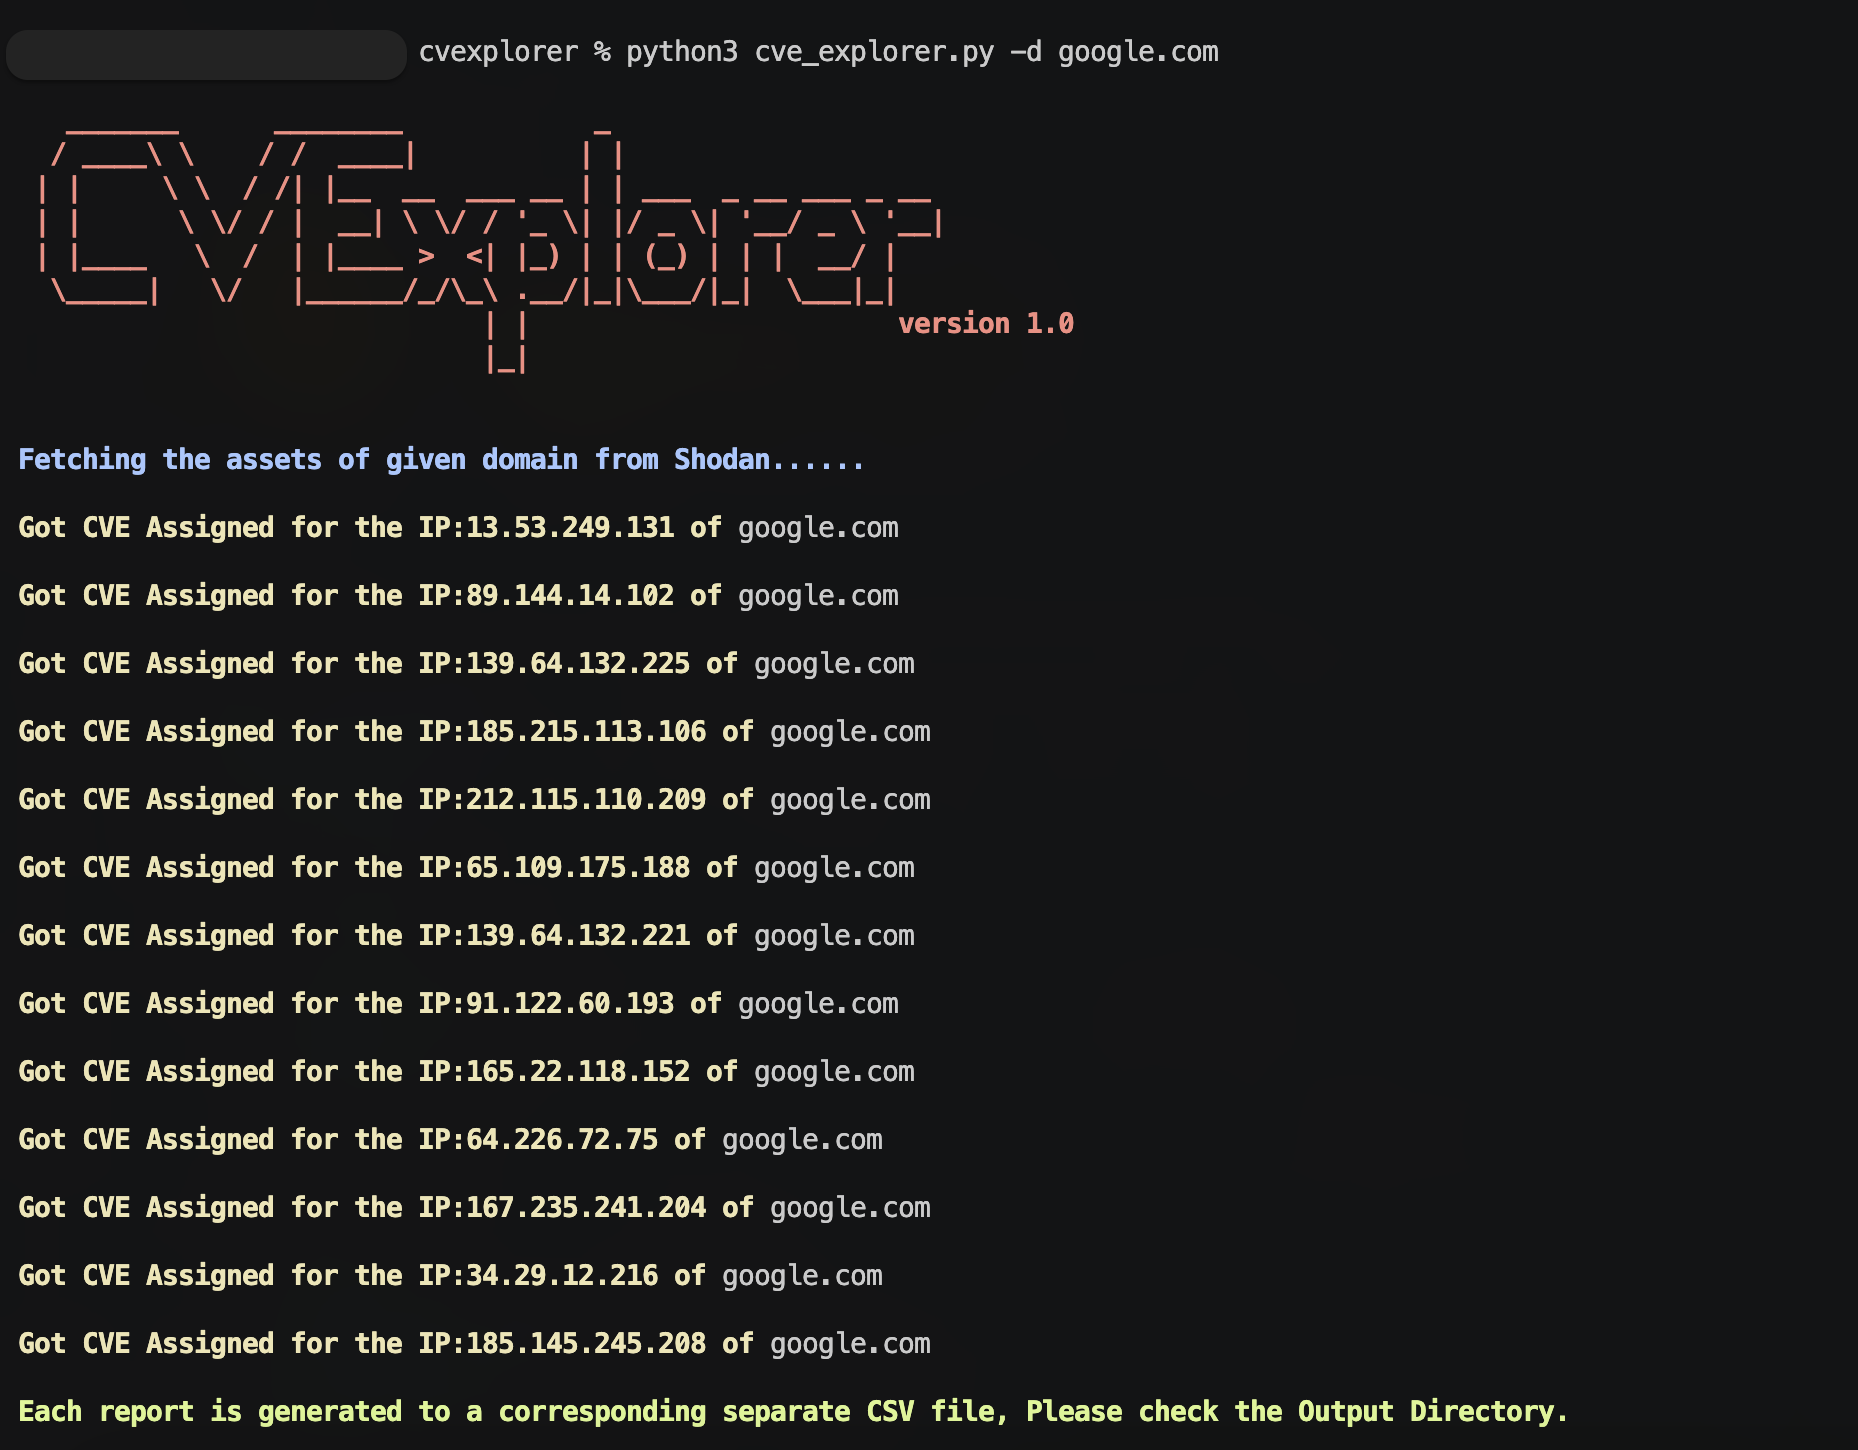 cvexplorer % python3 cve_explorer.py -d google.com
CVExplorer
version 1.0
Fetching the assets of given domain from Shodan......
Got CVE Assigned for the IP:13.53.249.131 of google.com
Got CVE Assigned for the IP:89.144.14.102 of google.com
Got CVE Assigned for the IP:139.64.132.225 of google.com
Got CVE Assigned for the IP:185.215.113.106 of google.com
Got CVE Assigned for the IP:212.115.110.209 of google.com
Got CVE Assigned for the IP:65.109.175.188 of google.com
Got CVE Assigned for the IP:139.64.132.221 of google.com
Got CVE Assigned for the IP:91.122.60.193 of google.com
Got CVE Assigned for the IP:165.22.118.152 of google.com
Got CVE Assigned for the IP:64.226.72.75 of google.com
Got CVE Assigned for the IP:167.235.241.204 of google.com
Got CVE Assigned for the IP:34.29.12.216 of google.com
Got CVE Assigned for the IP:185.145.245.208 of google.com
Each report is generated to a corresponding separate CSV file, Please check the Output Directory.